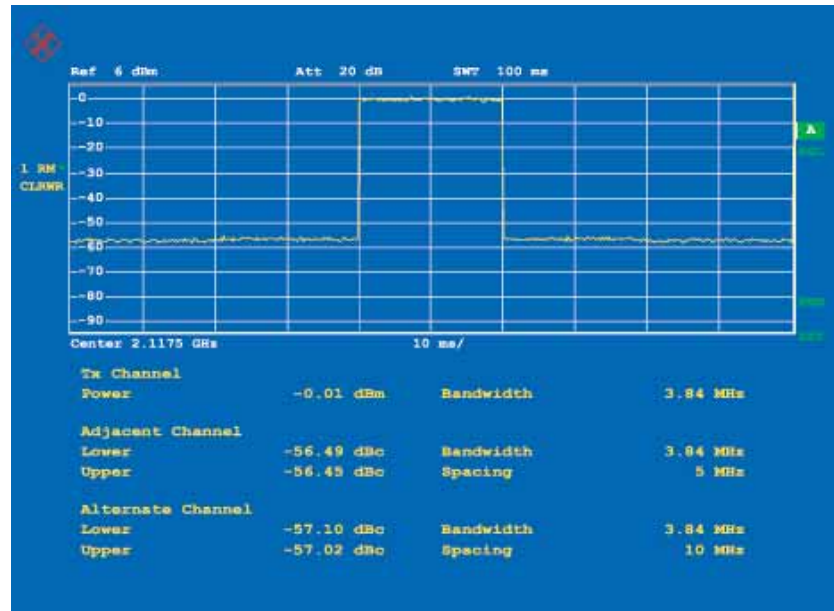 Ref 6 dBm Att 20 dB SWT 100 ms
0
-10
A
-20
1 RM
-30
CLRWR
-40
-50
-60
-70
-80
-90
Center 2.1175 GHz 10 ms/
Tx Channel
Power -0.01 dBm Bandwidth 3.84 MHz
Adjacent Channel
Lower -56.49 dBc Bandwidth 3.84 MHz
Upper -56.45 dBc Spacing 5 MHz
Alternate Channel
Lower -57.10 dBc Bandwidth 3.84 MHz
Upper -57.02 dBc Spacing 10 MHz